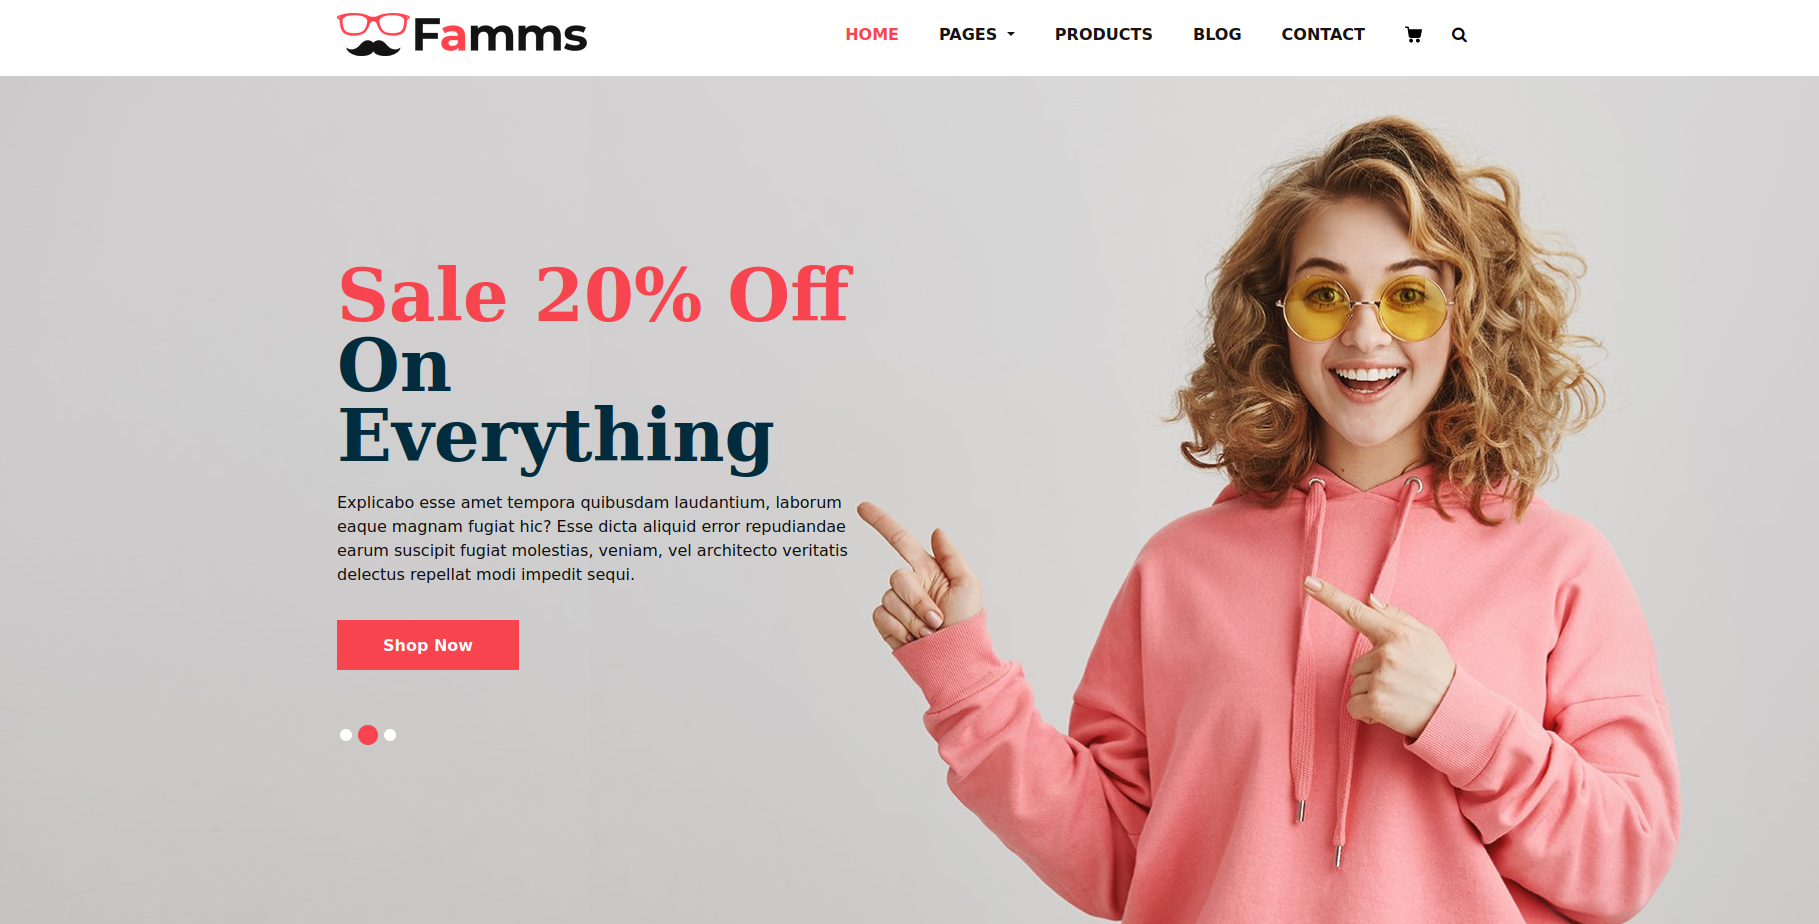 Famms
HOME PAGES PRODUCTS BLOG CONTACT
Sale 20% Off
On
Everything
Explicabo esse amet tempora quibusdam laudantium, laborum
eaque magnam fugiat hic? Esse dicta aliquid error repudiandae
earum suscipit fugiat molestias, veniam, vel architecto veritatis
delectus repellat modi impedit sequi.
Shop Now